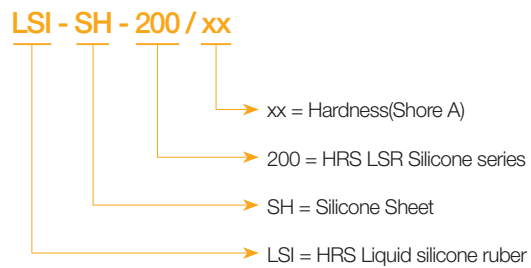 LSI - SH - 200 / xx
xx = Hardness(Shore A)
200 = HRS LSR Silicone series
SH = Silicone Sheet
LSI = HRS Liquid silicone ruber